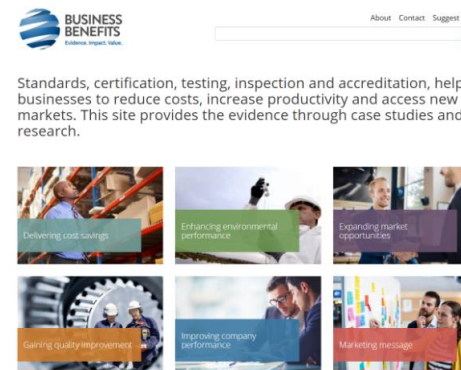 BUSINESS
BENEFITS
Evidence. Impact. Value.
About Contact Suggest
Standards, certification, testing, inspection and accreditation, help
businesses to reduce costs, increase productivity and access new
markets. This site provides the evidence through case studies and
research.
Delivering cost savings
Enhancing environmental
performance
Expanding market
opportunities
Gaining quality improvement
Improving company
performance
Marketing message